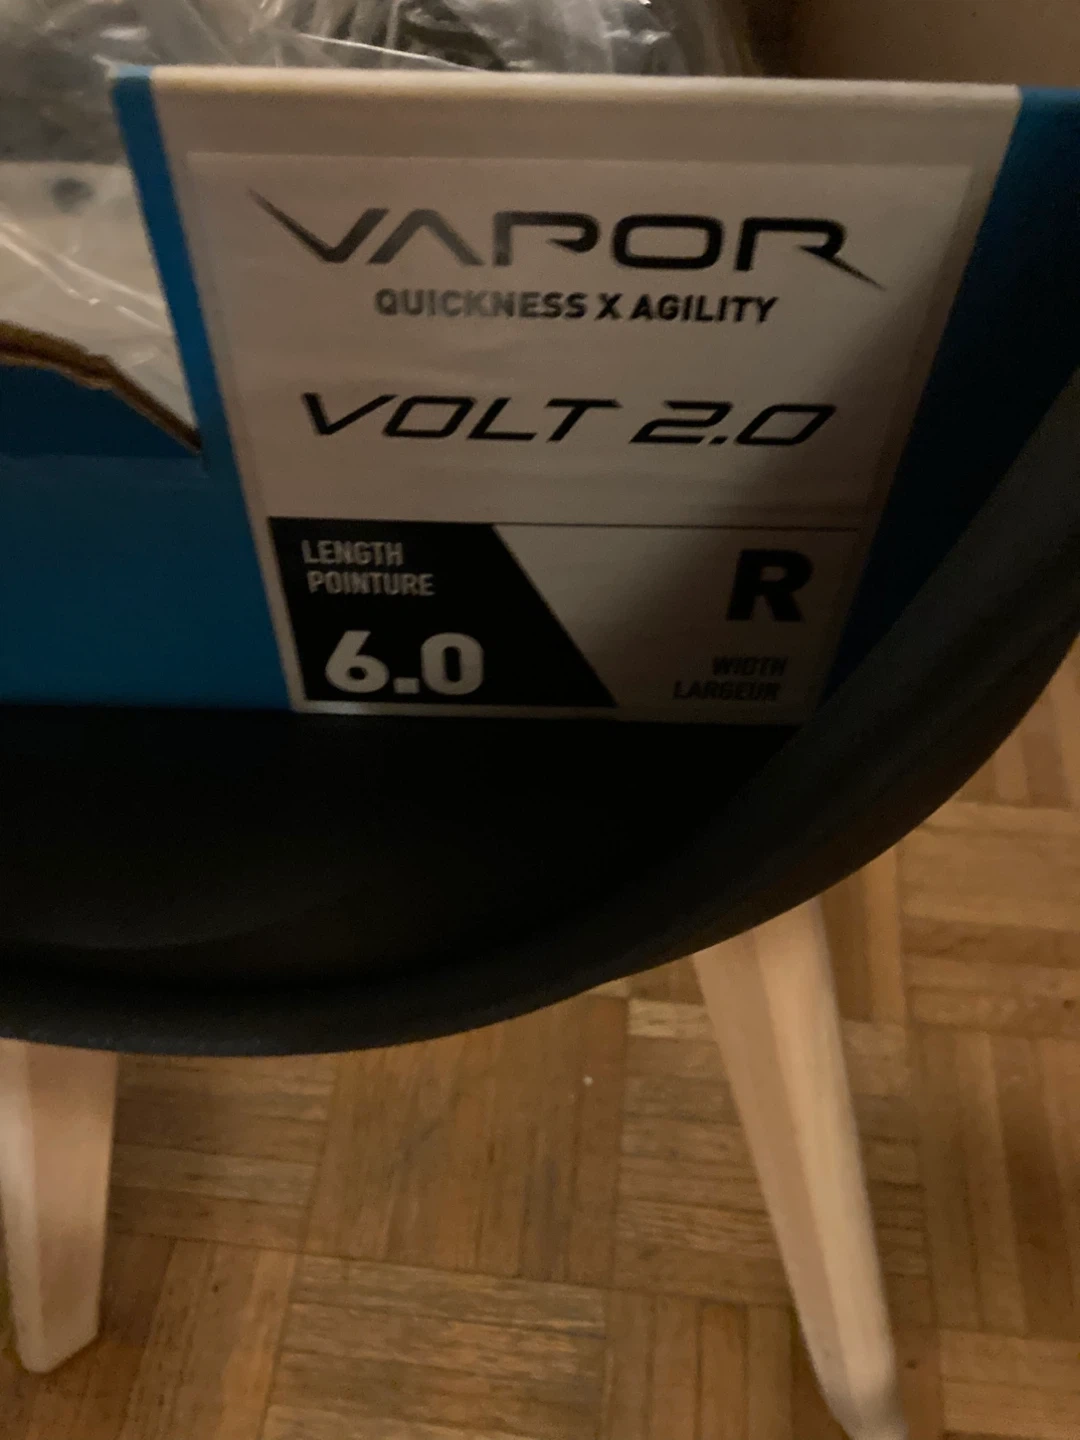 VAPOR
QUICKNESS X AGILITY
VOLT 2.0
LENGTH
POINTURE
6.0
R
WIDTH
LARGEUR